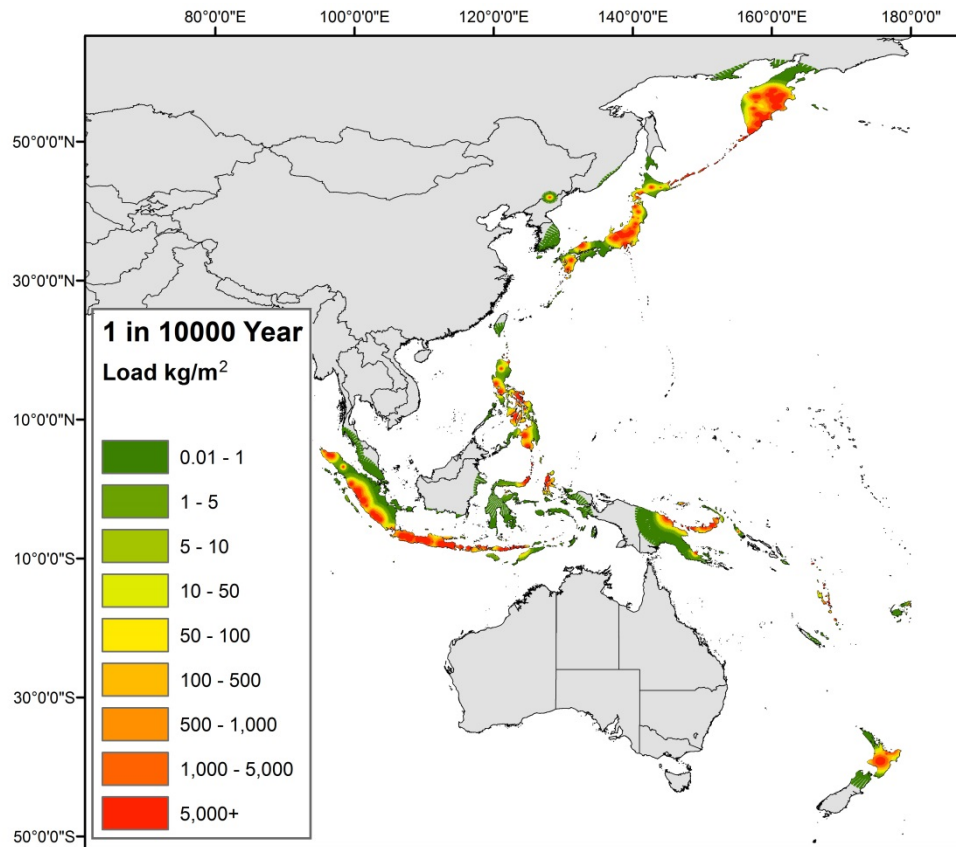 80°0'0"E 100°0'0"E 120°0'0"E 140°0'0"E 160°0'0"E 180°0'0"
50°0'0"N
30°0'0"N
10°0'0"N
10°0'0"S
30°0'0"S
50°0'0"S
1 in 10000 Year
Load kg/m²
0.01 - 1
1 - 5
5 - 10
10 - 50
50 - 100
100 - 500
500 - 1,000
1,000 - 5,000
5,000+